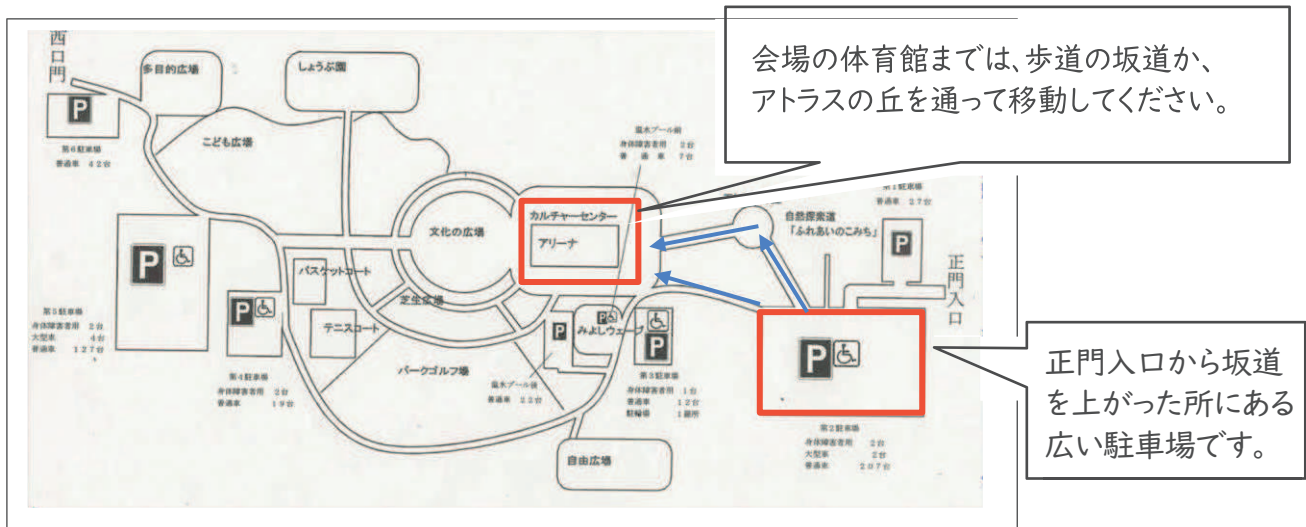 会場の体育館までは、歩道の坂道か、
アトラスの丘を通って移動してください。
西口門
多目的広場
しょうぶ園
こども広場
第6駐車場
普通車 42台
温水プール前
身体障害者用 2台
普通車 7台
カルチャーセンター
アリーナ
文化の広場
自然探索道
「ふれあいのこみち」
第1駐車場
普通車 27台
正門入口
バスケットコート
芝生広場
テニスコート
みよしウェーブ
パークゴルフ場
身体障害者用 2台
大型車 4台
普通車 127台
第4駐車場
身体障害者用 2台
普通車 19台
普通車 22台
第3駐車場
身体障害者用 1台
普通車 12台
駐輪場 1箇所
第2駐車場
身体障害者用 2台
大型車 2台
普通車 207台
自由広場
正門入口から坂道
を上がった所にある
広い駐車場です。
P
P
P
P
P
P
P
P